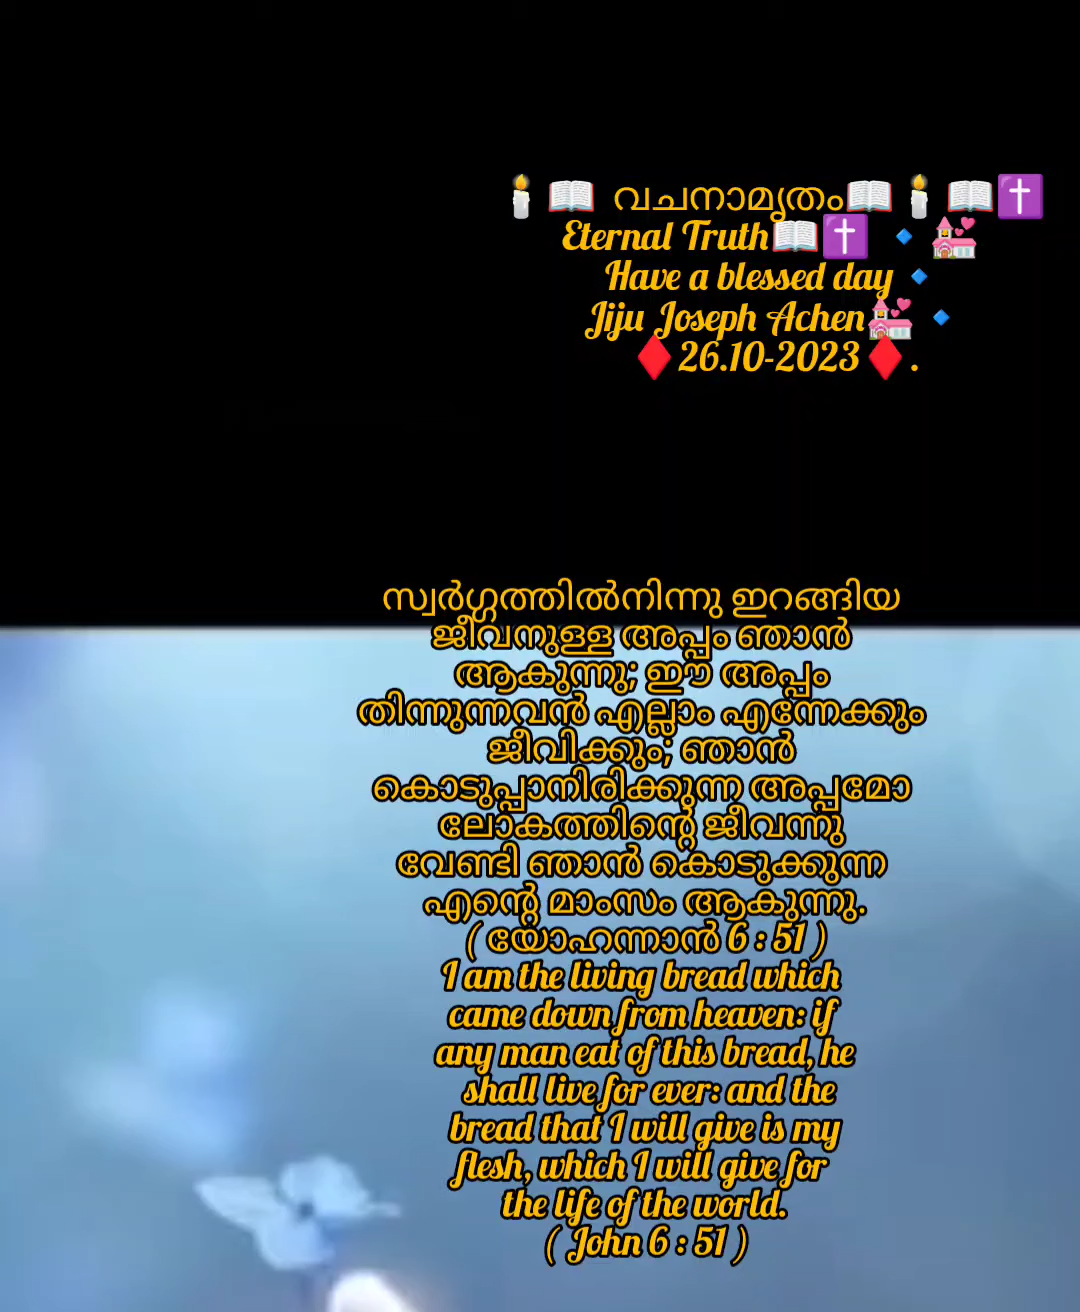 🕯️📖 വചനാമൃതം📖🕯️📖✝️
Eternal Truth📖✝️ 🔹💒
Have a blessed day 🔹
Jiju Joseph Achen💒 🔹
♦️26.10-2023♦️.
സ്വർഗ്ഗത്തിൽനിന്നു ഇറങ്ങിയ
ജീവനുള്ള അപ്പം ഞാൻ
ആകുന്നു; ഈ അപ്പം
തിന്നുന്നവൻ എല്ലാം എന്നേക്കും
ജീവിക്കും; ഞാൻ
കൊടുപ്പാനിരിക്കുന്ന അപ്പമോ
ലോകത്തിന്റെ ജീവന്നു
വേണ്ടി ഞാൻ കൊടുക്കുന്ന
എന്റെ മാംസം ആകുന്നു.
( യോഹന്നാൻ 6 : 51 )
I am the living bread which
came down from heaven: if
any man eat of this bread, he
shall live for ever: and the
bread that I will give is my
flesh, which I will give for
the life of the world.
( John 6 : 51 )